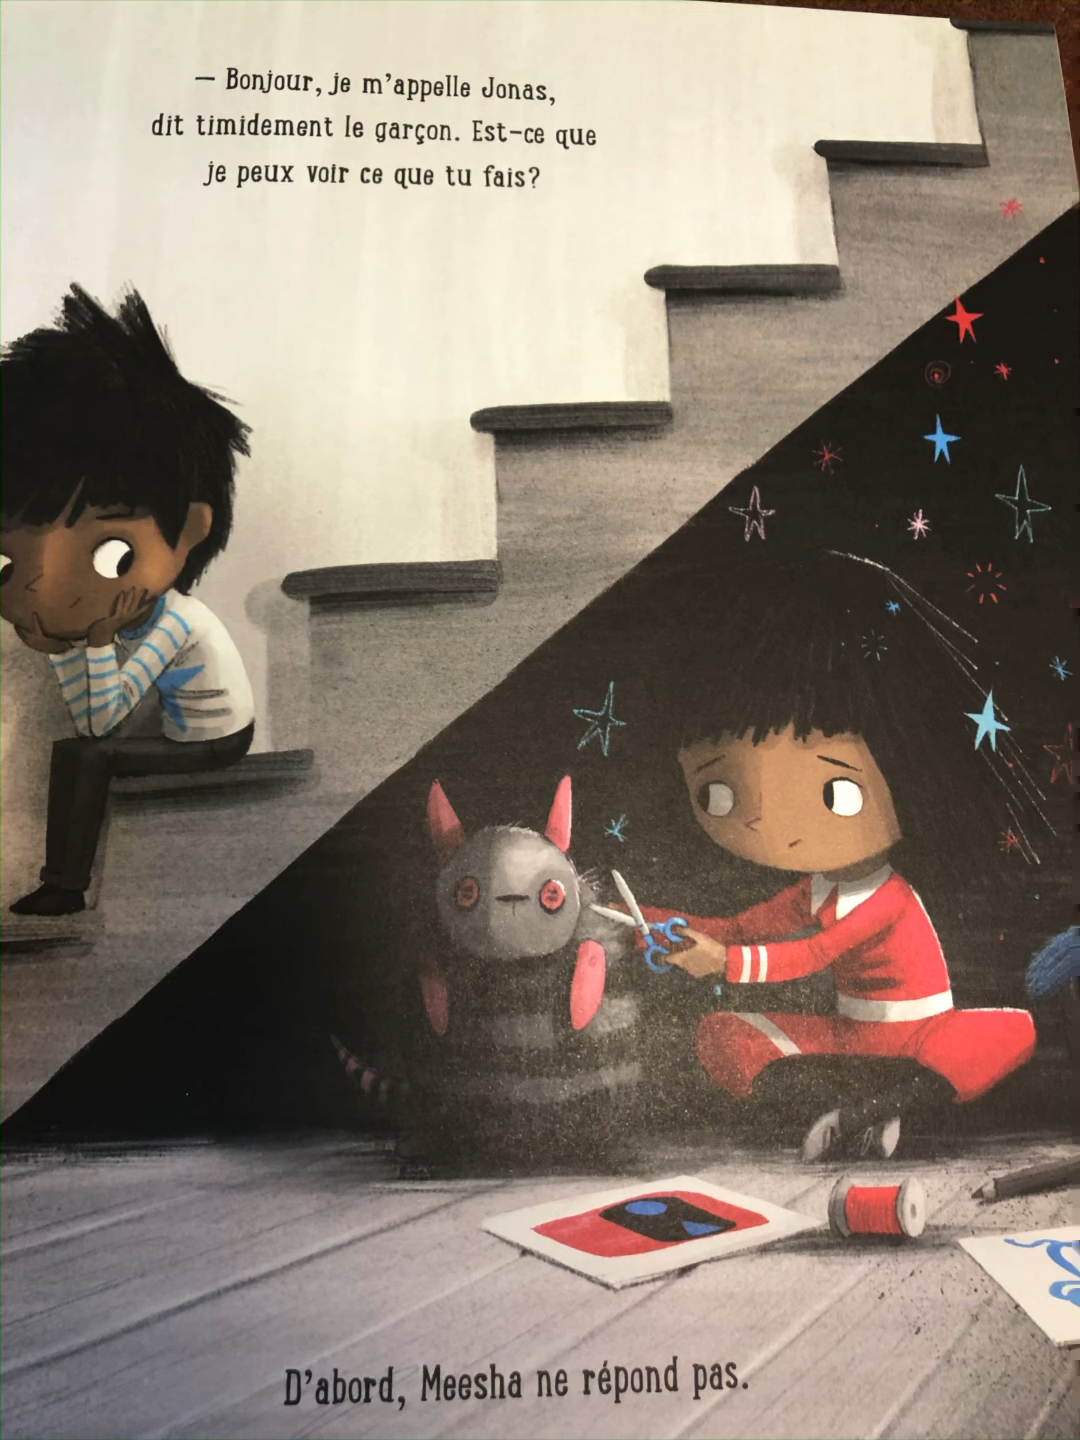 — Bonjour, je m'appelle Jonas,
dit timidement le garçon. Est-ce que
je peux voir ce que tu fais?
D'abord, Meesha ne répond pas.